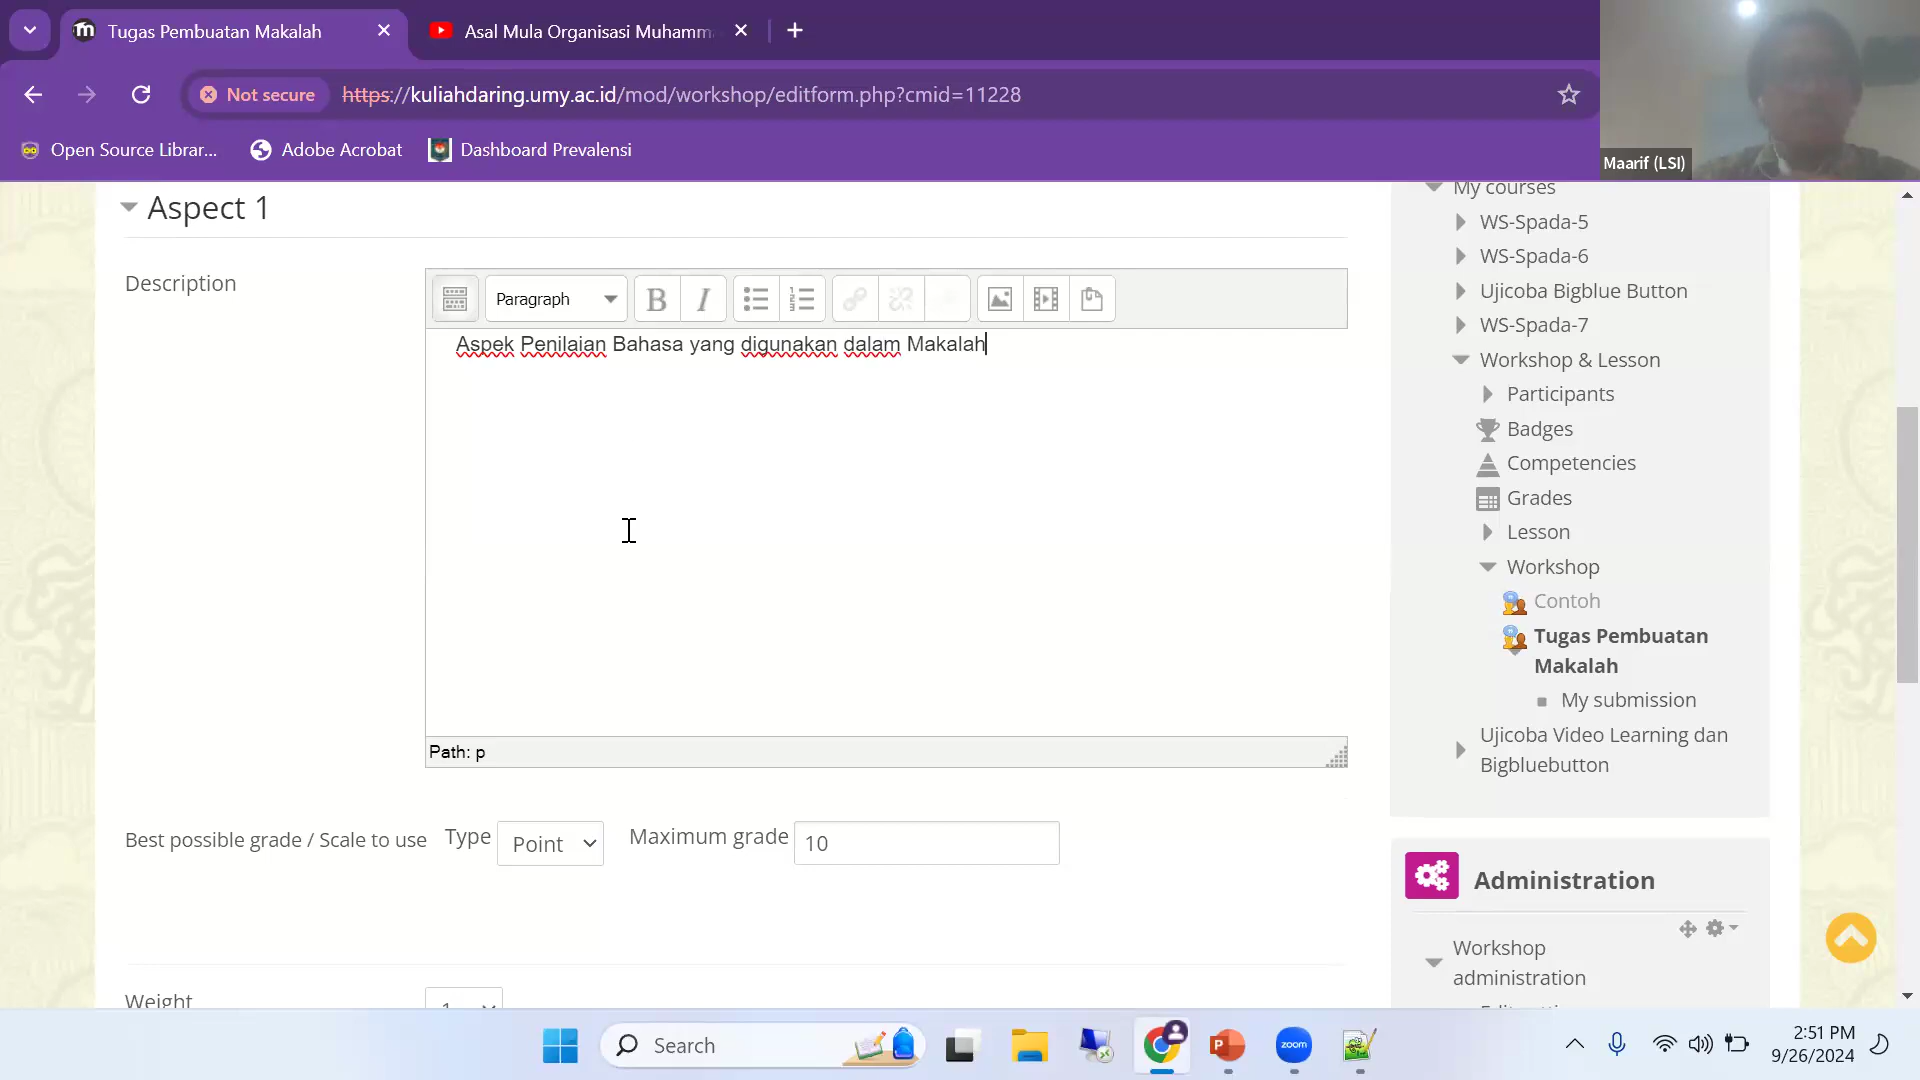 Tugas Pembuatan Makalah
Asal Mula Organisasi Muhamm
Not secure
https://kuliahdaring.umy.ac.id/mod/workshop/editform.php?cmid=11228
Open Source Librar...
Adobe Acrobat
Dashboard Prevalensi
Maarif (LSI)
Aspect 1
Description
Paragraph
B I
Aspek Penilaian Bahasa yang digunakan dalam Makalah
Path: p
Best possible grade / Scale to use
Type
Point
Maximum grade
10
Weight
My courses
WS-Spada-5
WS-Spada-6
Ujicoba Bigblue Button
WS-Spada-7
Workshop & Lesson
Participants
Badges
Competencies
Grades
Lesson
Workshop
Contoh
Tugas Pembuatan
Makalah
My submission
Ujicoba Video Learning dan
Bigbluebutton
Administration
Workshop
administration
Search
zoom
2:51 PM
9/26/2024